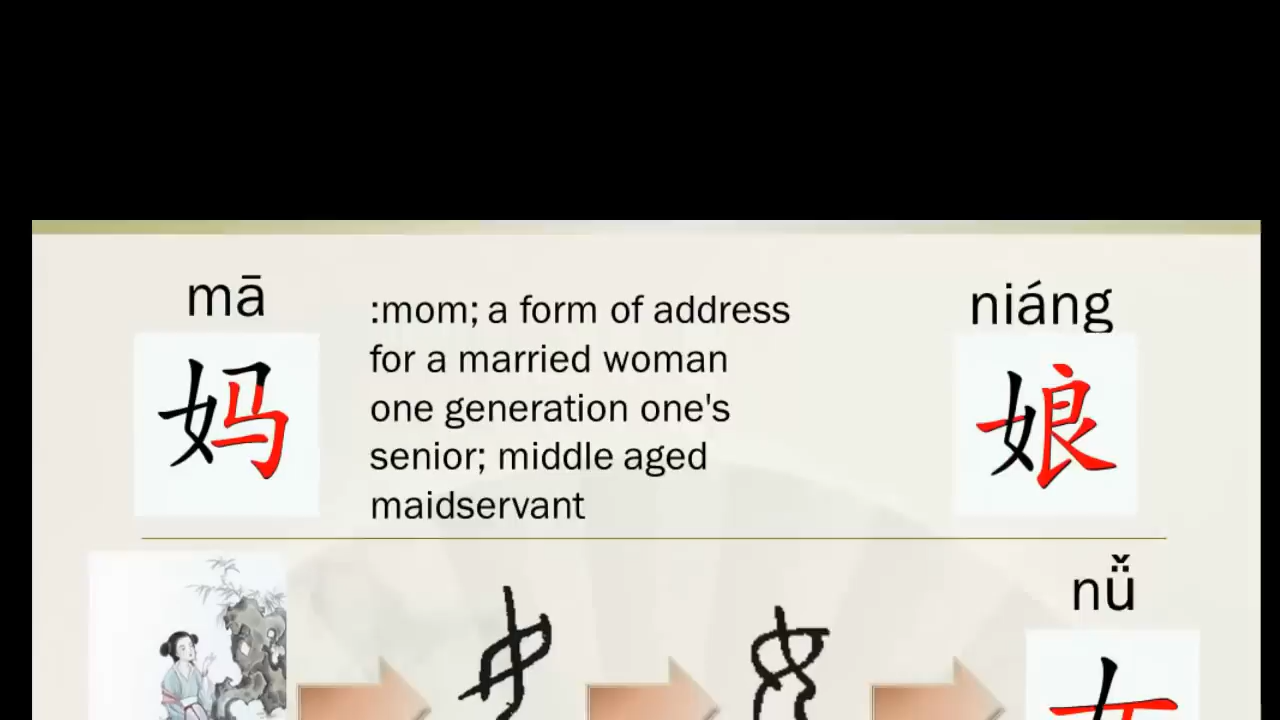 mā
妈
:mom; a form of address
for a married woman
one generation one's
senior; middle aged
maidservant
niáng
娘
nǚ
女